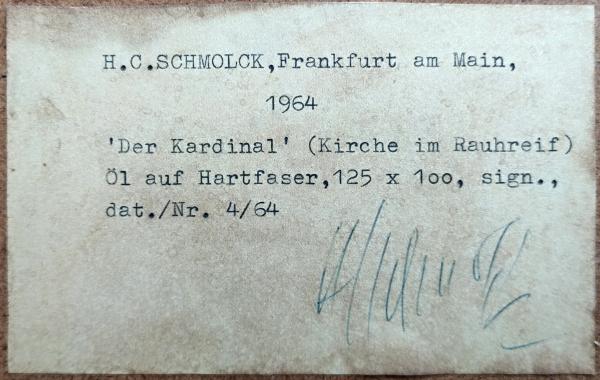 H.C.SCHMOLCK,Frankfurt am Main,
1964
'Der Kardinal' (Kirche im Rauhreif)
Öl auf Hartfaser,125 x 1oo, sign.,
dat./Nr. 4/64